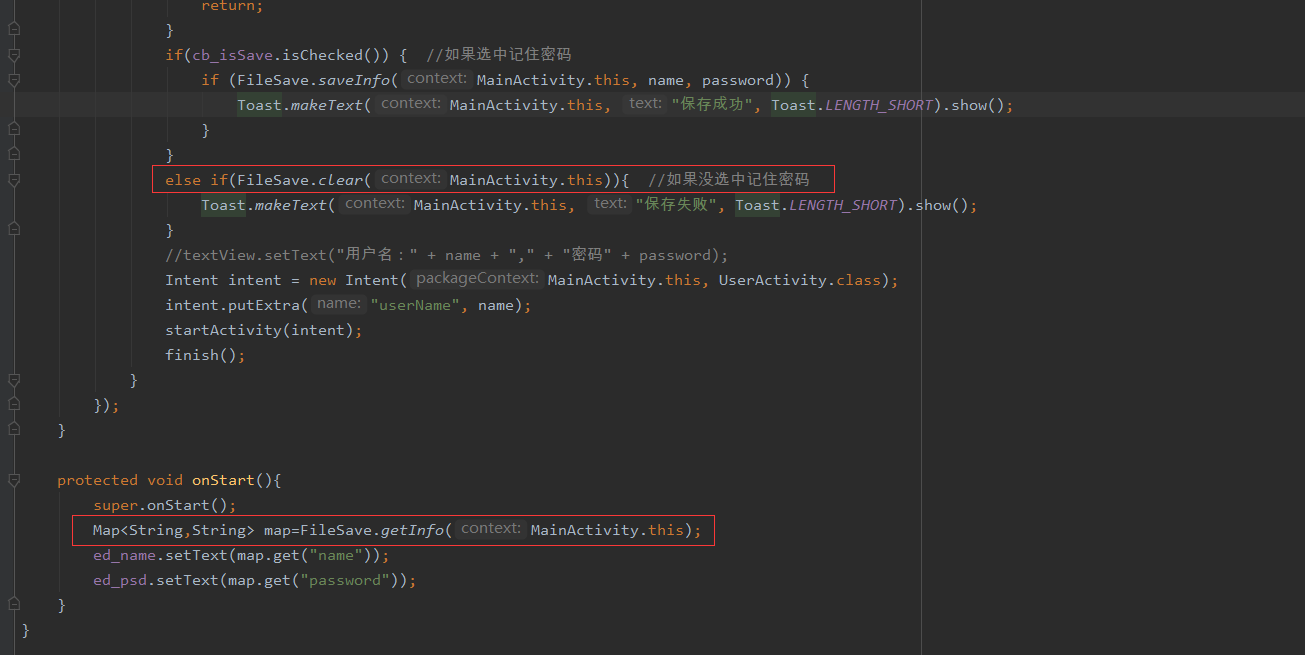 return;
}
if(cb_isSave.isChecked()) {  //如果选中记住密码
if (FileSave.saveInfo( context: MainActivity.this, name, password)) {
Toast.makeText( context: MainActivity.this,  text: "保存成功", Toast.LENGTH_SHORT).show();
}
}
else if(FileSave.clear( context: MainActivity.this)){  //如果没选中记住密码
Toast.makeText( context: MainActivity.this,  text: "保存失败", Toast.LENGTH_SHORT).show();
}
//textView.setText("用户名：" + name + "," + "密码" + password);
Intent intent = new Intent( packageContext: MainActivity.this, UserActivity.class);
intent.putExtra( name: "userName", name);
startActivity(intent);
finish();
}
});
}
protected void onStart(){
super.onStart();
Map<String,String> map=FileSave.getInfo( context: MainActivity.this);
ed_name.setText(map.get("name"));
ed_psd.setText(map.get("password"));
}
}